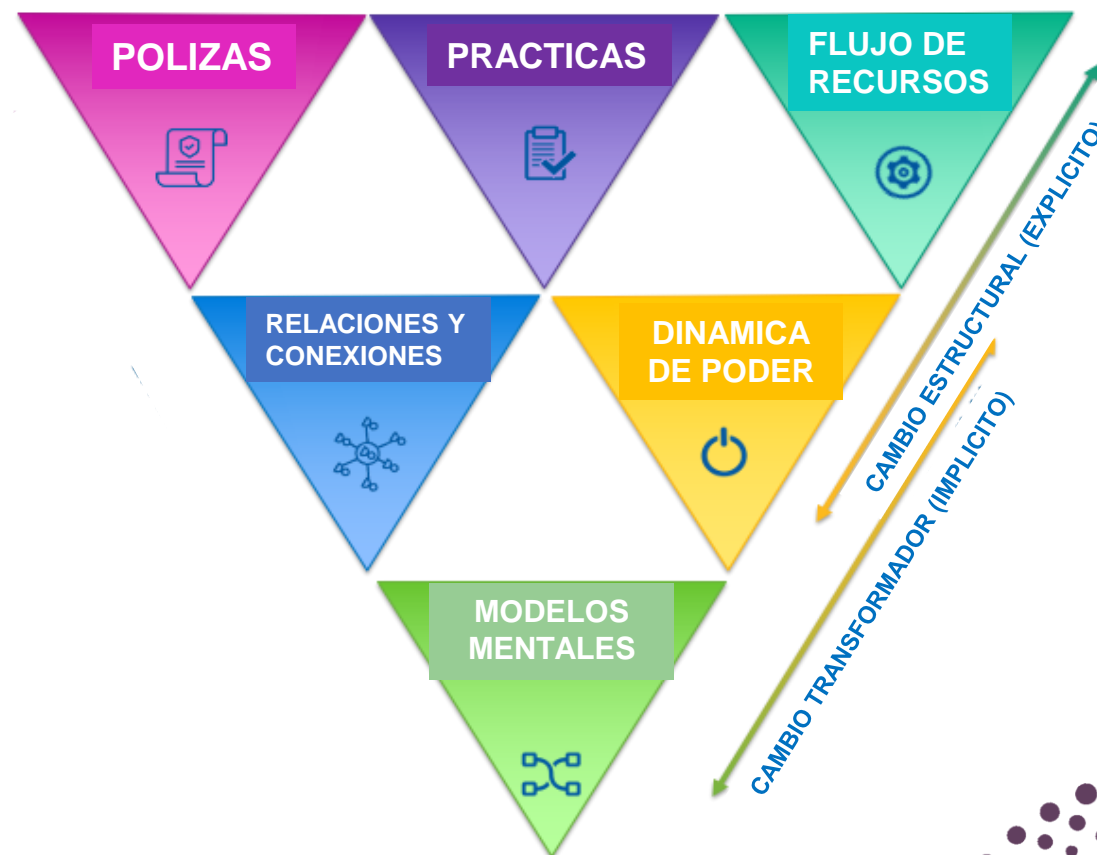 POLIZAS
PRACTICAS
FLUJO DE
RECURSOS
RELACIONES Y
CONEXIONES
DINAMICA
DE PODER
MODELOS
MENTALES
CAMBIO ESTRUCTURAL (EXPLICITO)
CAMBIO TRANSFORMADOR (IMPLICITO)